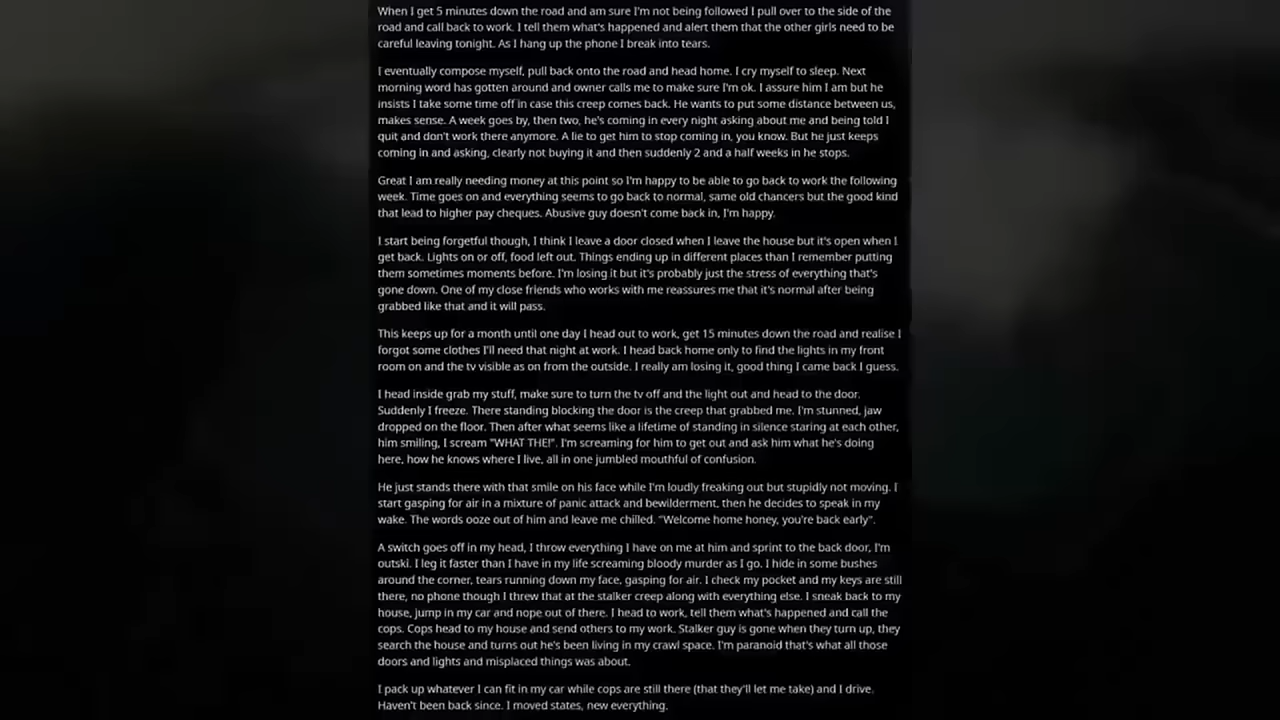 When I get 5 minutes down the road and am sure I'm not being followed I pull over to the side of the
road and call back to work. I tell them what's happened and alert them that the other girls need to be
careful leaving tonight. As I hang up the phone I break into tears.
I eventually compose myself, pull back onto the road and head home. I cry myself to sleep. Next
morning word has gotten around and owner calls me to make sure I'm ok. I assure him I am but he
insists I take some time off in case this creep comes back. He wants to put some distance between us,
makes sense. A week goes by, then two, he's coming in every night asking about me and being told I
quit and don't work there anymore. A lie to get him to stop coming in, you know. But he just keeps
coming in and asking, clearly not buying it and then suddenly 2 and a half weeks in he stops.
Great I am really needing money at this point so I'm happy to be able to go back to work the following
week. Time goes on and everything seems to go back to normal, same old chancers but the good kind
that lead to higher pay cheques. Abusive guy doesn't come back in, I'm happy.
I start being forgetful though, I think I leave a door closed when I leave the house but it's open when I
get back. Lights on or off, food left out. Things ending up in different places than I remember putting
them sometimes moments before. I'm losing it but it's probably just the stress of everything that's
gone down. One of my close friends who works with me reassures me that it's normal after being
grabbed like that and it will pass.
This keeps up for a month until one day I head out to work, get 15 minutes down the road and realise I
forgot some clothes I'll need that night at work. I head back home only to find the lights in my front
room on and the tv visible as on from the outside. I really am losing it, good thing I came back I guess.
I head inside grab my stuff, make sure to turn the tv off and the light out and head to the door.
Suddenly I freeze. There standing blocking the door is the creep that grabbed me. I'm stunned, jaw
dropped on the floor. Then after what seems like a lifetime of standing in silence staring at each other,
him smiling, I scream "WHAT THE!". I'm screaming for him to get out and ask him what he's doing
here, how he knows where I live, all in one jumbled mouthful of confusion.
He just stands there with that smile on his face while I'm loudly freaking out but stupidly not moving. I
start gasping for air in a mixture of panic attack and bewilderment, then he decides to speak in my
wake. The words ooze out of him and leave me chilled. "Welcome home honey, you're back early".
A switch goes off in my head, I throw everything I have on me at him and sprint to the back door, I'm
outski. I leg it faster than I have in my life screaming bloody murder as I go. I hide in some bushes
around the corner, tears running down my face, gasping for air. I check my pocket and my keys are still
there, no phone though I threw that at the stalker creep along with everything else. I sneak back to my
house, jump in my car and nope out of there. I head to work, tell them what's happened and call the
cops. Cops head to my house and send others to my work. Stalker guy is gone when they turn up, they
search the house and turns out he's been living in my crawl space. I'm paranoid that's what all those
doors and lights and misplaced things was about.
I pack up whatever I can fit in my car while cops are still there (that they'll let me take) and I drive.
Haven't been back since. I moved states, new everything.